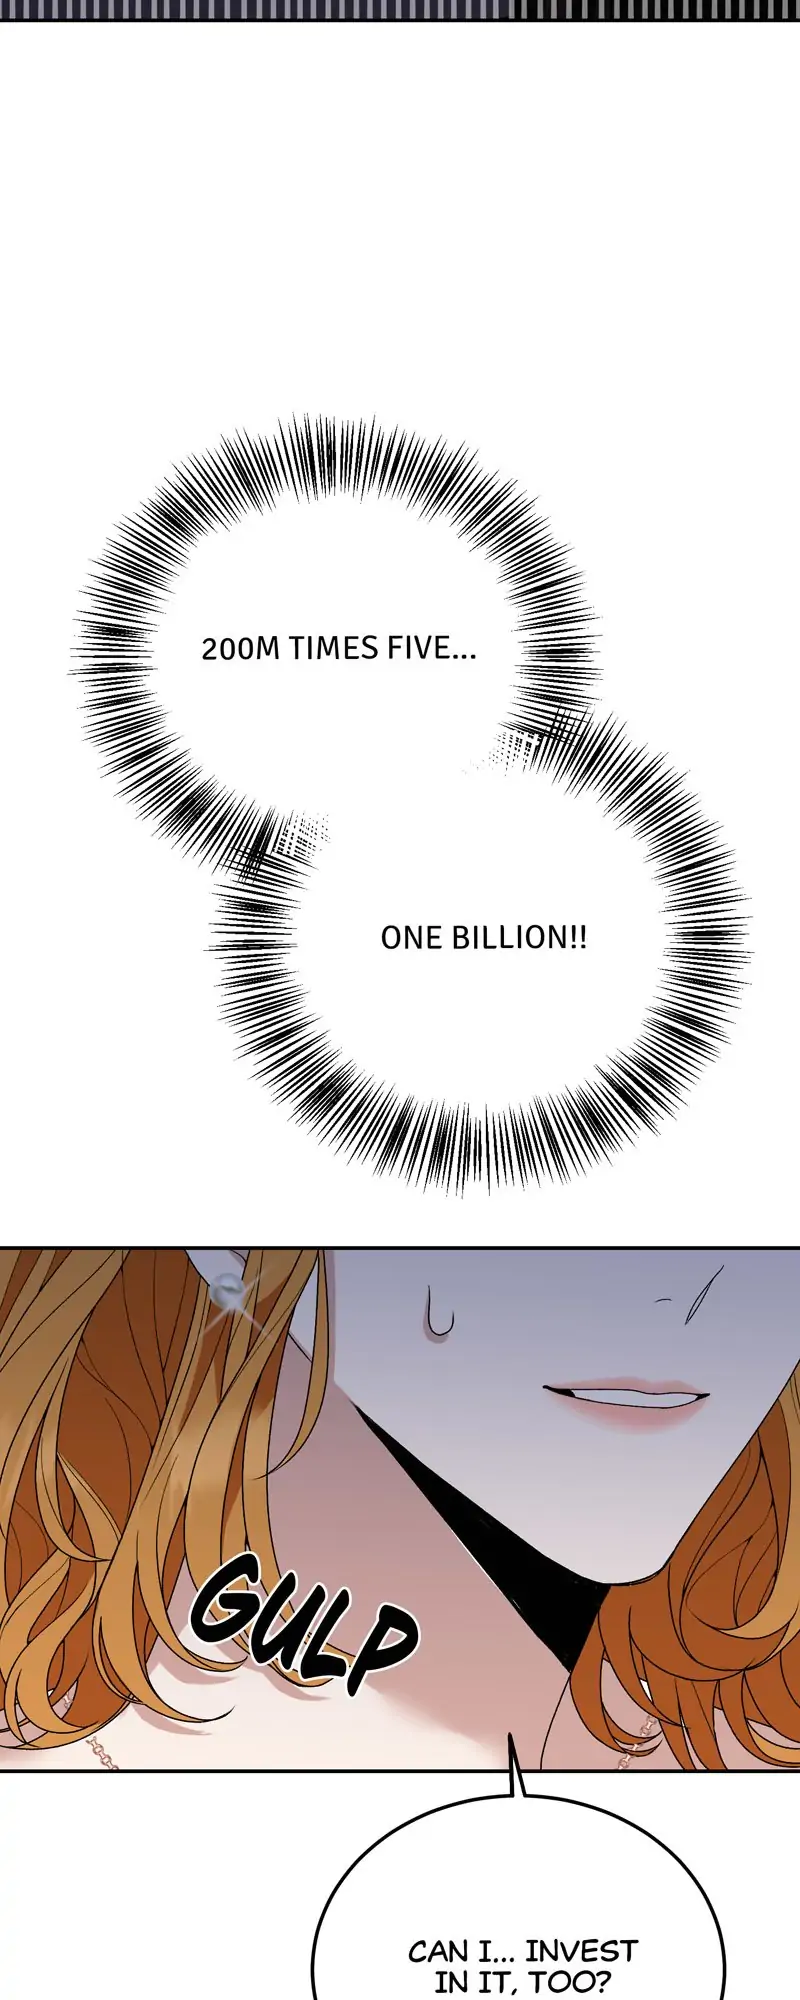 200M TIMES FIVE...
ONE BILLION!!
GULP
CAN I... INVEST
IN IT, TOO?